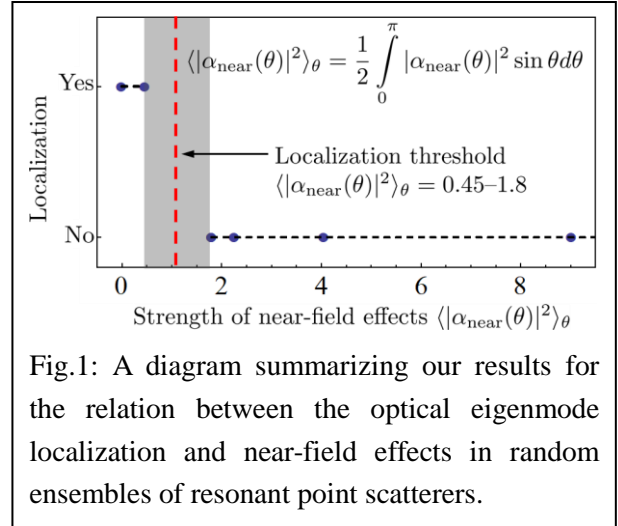 ⟨|α_near(θ)|²⟩_θ = 1/2 ∫_0^π |α_near(θ)|² sin θdθ
Yes
Localization
Localization threshold
⟨|α_near(θ)|²⟩_θ = 0.45–1.8
No
0 2 4 6 8
Strength of near-field effects ⟨|α_near(θ)|²⟩_θ
Fig.1: A diagram summarizing our results for
the relation between the optical eigenmode
localization and near-field effects in random
ensembles of resonant point scatterers.